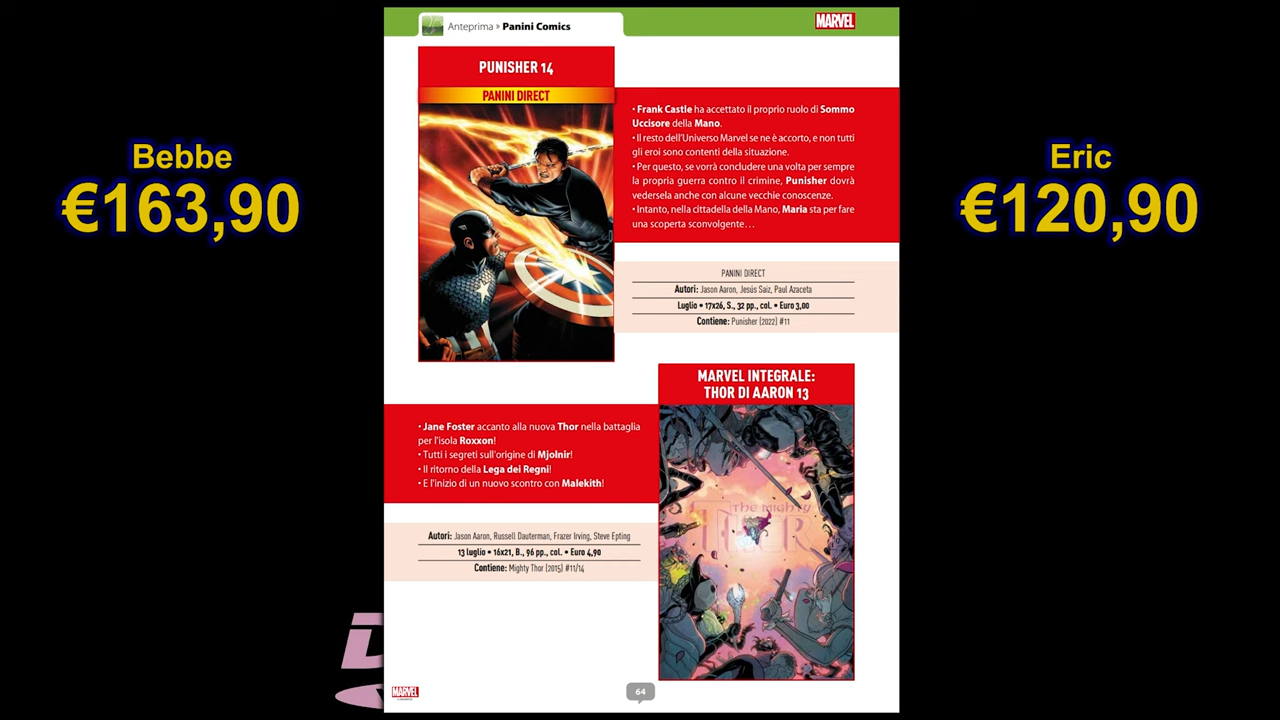 Anteprima » Panini Comics
MARVEL
PUNISHER 14
PANINI DIRECT
• Frank Castle ha accettato il proprio ruolo di Sommo
Uccisore della Mano.
• Il resto dell'Universo Marvel se ne è accorto, e non tutti
gli eroi sono contenti della situazione.
• Per questo, se vorrà concludere una volta per sempre
la propria guerra contro il crimine, Punisher dovrà
vedersela anche con alcune vecchie conoscenze.
• Intanto, nella cittadella della Mano, Maria sta per fare
una scoperta sconvolgente…
PANINI DIRECT
Autori: Jason Aaron, Jesús Saiz, Paul Azaceta
Luglio • 17x26, S., 32 pp., col. • Euro 3,00
Contiene: Punisher (2022) #11
Bebbe
€163,90
Eric
€120,90
MARVEL INTEGRALE:
THOR DI AARON 13
• Jane Foster accanto alla nuova Thor nella battaglia
per l'isola Roxxon!
• Tutti i segreti sull'origine di Mjolnir!
• Il ritorno della Lega dei Regni!
• E l'inizio di un nuovo scontro con Malekith!
Autori: Jason Aaron, Russell Dauterman, Frazer Irving, Steve Epting
13 luglio • 16x21, B., 96 pp., col. • Euro 4,90
Contiene: Mighty Thor (2015) #11/14
THE MIGHTY
THOR
MARVEL
64